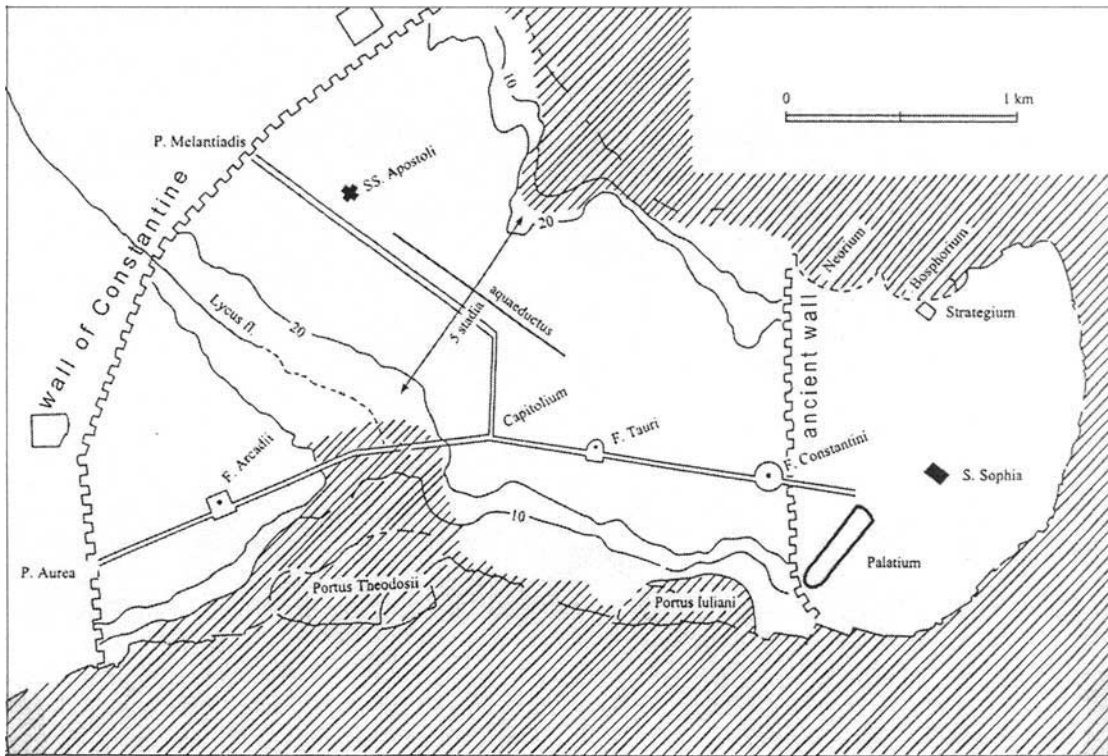 0
1 km
10
P. Melantiadis
SS. Apostoli
Wall of Constantine
20
Neorium
Bosphorium
Strategium
Lycus fl.
20
aquaeductus
5 stadia
ancient wall
Capitolium
F. Tauri
F. Constantini
F. Arcadii
S. Sophia
10
P. Aurea
Palatium
Portus Theodosii
Portus Iuliani